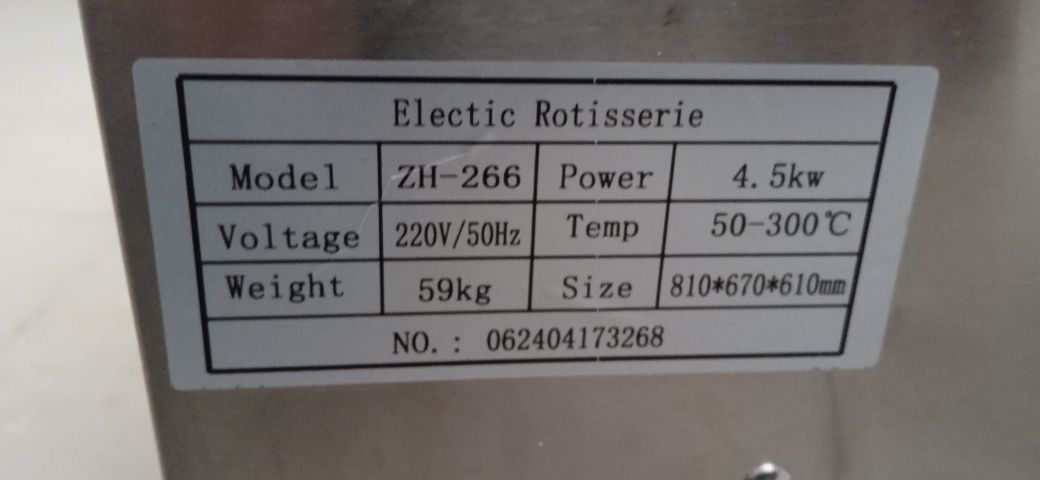 Electic Rotisserie
Model ZH-266 Power 4.5kw
Voltage 220V/50Hz Temp 50-300℃
Weight 59kg Size 810*670*610mm
NO.: 062404173268